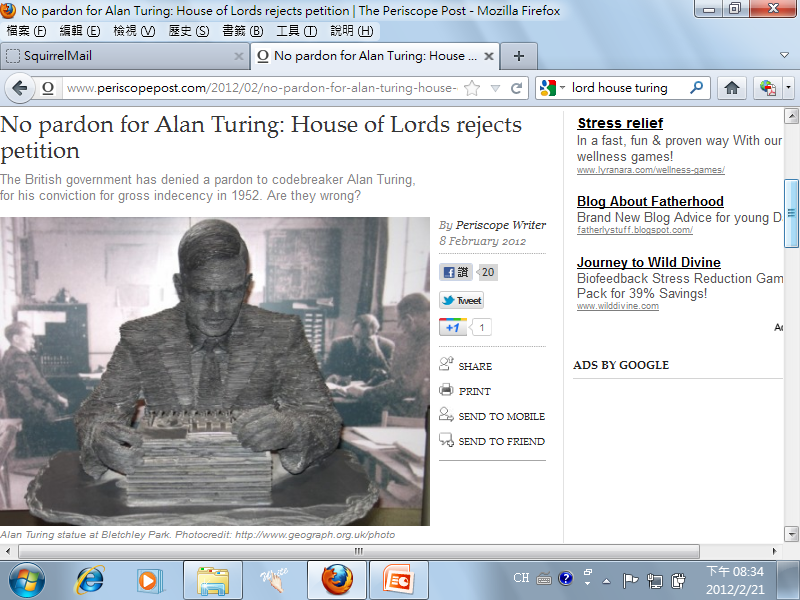 No pardon for Alan Turing: House of Lords rejects petition | The Periscope Post - Mozilla Firefox
檔案(F) 編輯(E) 檢視(V) 歷史(S) 書籤(B) 工具(T) 說明(H)
SquirrelMail
No pardon for Alan Turing: House ...
www.periscopepost.com/2012/02/no-pardon-for-alan-turing-house-
lord house turing
No pardon for Alan Turing: House of Lords rejects
petition
The British government has denied a pardon to codebreaker Alan Turing,
for his conviction for gross indecency in 1952. Are they wrong?
By Periscope Writer
8 February 2012
讚 20
Tweet
+1 1
SHARE
PRINT
SEND TO MOBILE
SEND TO FRIEND
Alan Turing statue at Bletchley Park. Photocredit: http://www.geograph.org.uk/photo
Stress relief
In a fast, fun & proven way With our
wellness games!
www.lyranara.com/wellness-games/
Blog About Fatherhood
Brand New Blog Advice for young D
fatherlystuff.blogspot.com/
Journey to Wild Divine
Biofeedback Stress Reduction Gam
Pack for 39% Savings!
www.wilddivine.com
ADS BY GOOGLE
Write
CH
下午 08:34
2012/2/21